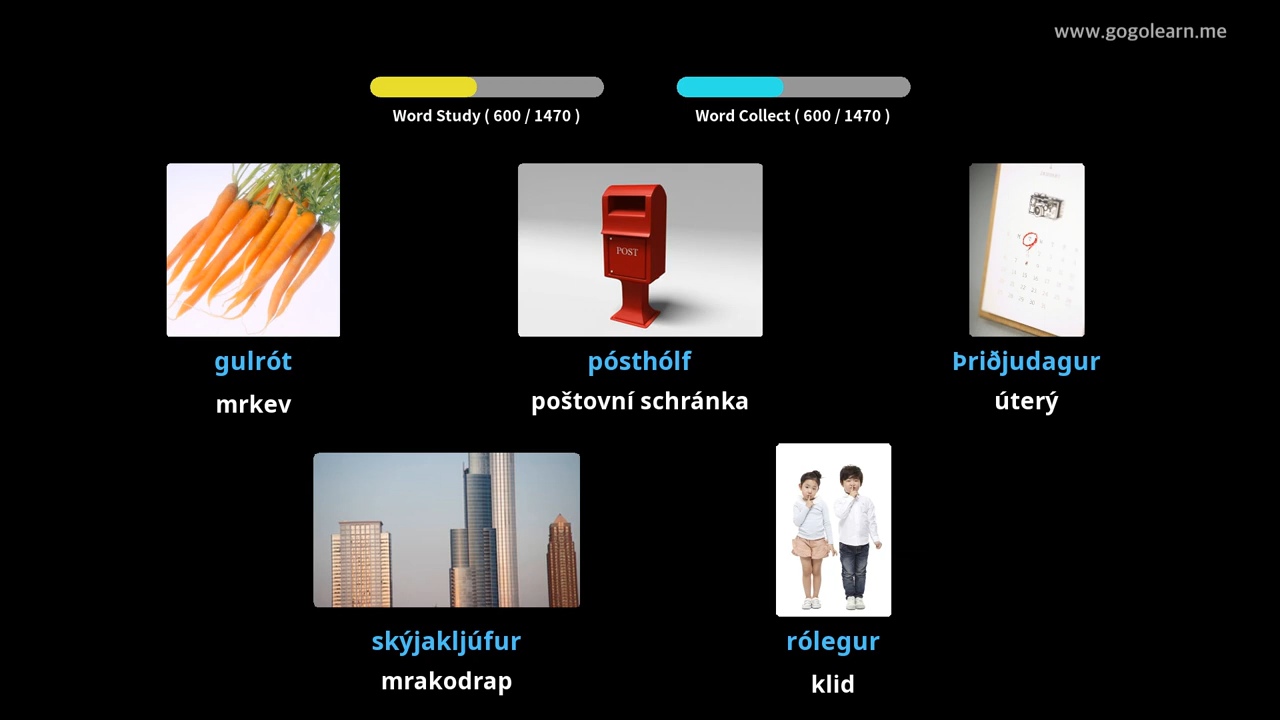 www.gogolearn.me
Word Study ( 600 / 1470 )
Word Collect ( 600 / 1470 )
POST
gulrót
pósthólf
Þriðjudagur
mrkev
poštovní schránka
úterý
skýjakljúfur
rólegur
mrakodrap
klid